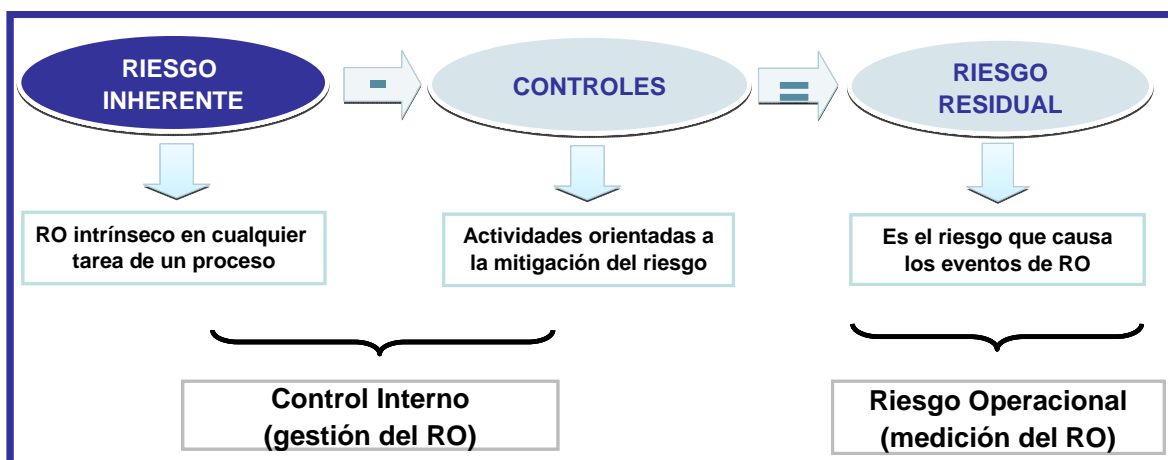 RIESGO
INHERENTE
-
CONTROLES
=
RIESGO
RESIDUAL
RO intrínseco en cualquier
tarea de un proceso
Actividades orientadas a
la mitigación del riesgo
Es el riesgo que causa
los eventos de RO
Control Interno
(gestión del RO)
Riesgo Operacional
(medición del RO)